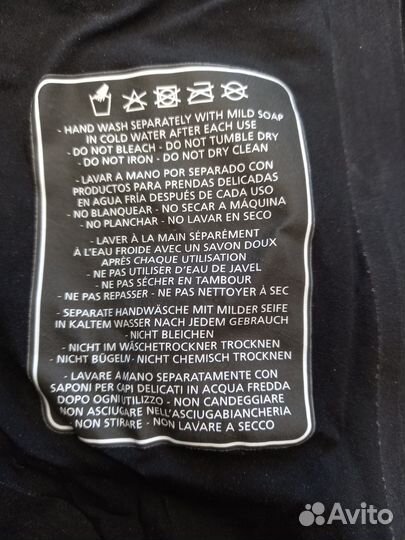 - HAND WASH SEPARATELY WITH MILD SOAP
IN COLD WATER AFTER EACH USE
- DO NOT BLEACH - DO NOT TUMBLE DRY
- DO NOT IRON - DO NOT DRY CLEAN
- LAVAR A MANO POR SEPARADO CON
PRODUCTOS PARA PRENDAS DELICADAS
EN AGUA FRÍA DESPUÉS DE CADA USO
- NO BLANQUEAR - NO SECAR A MÁQUINA
- NO PLANCHAR - NO LAVAR EN SECO
- LAVER À LA MAIN SÉPARÉMENT
À L'EAU FROIDE AVEC UN SAVON DOUX
APRÈS CHAQUE UTILISATION
- NE PAS UTILISER D'EAU DE JAVEL
- NE PAS SÉCHER EN TAMBOUR
- NE PAS REPASSER - NE PAS NETTOYER À SEC
- SEPARATE HANDWÄSCHE MIT MILDER SEIFE
IN KALTEM WASSER NACH JEDEM GEBRAUCH
- NICHT BLEICHEN
- NICHT IM WÄSCHETROCKNER TROCKNEN
- NICHT BÜGELN - NICHT CHEMISCH TROCKNEN
- LAVARE A MANO SEPARATAMENTE CON
SAPONI PER CAPI DELICATI IN ACQUA FREDDA
DOPO OGNI UTILIZZO - NON CANDEGGIARE
- NON ASCIUGARE NELL'ASCIUGABIANCHERIA
- NON STIRARE - NON LAVARE A SECCO
Avito